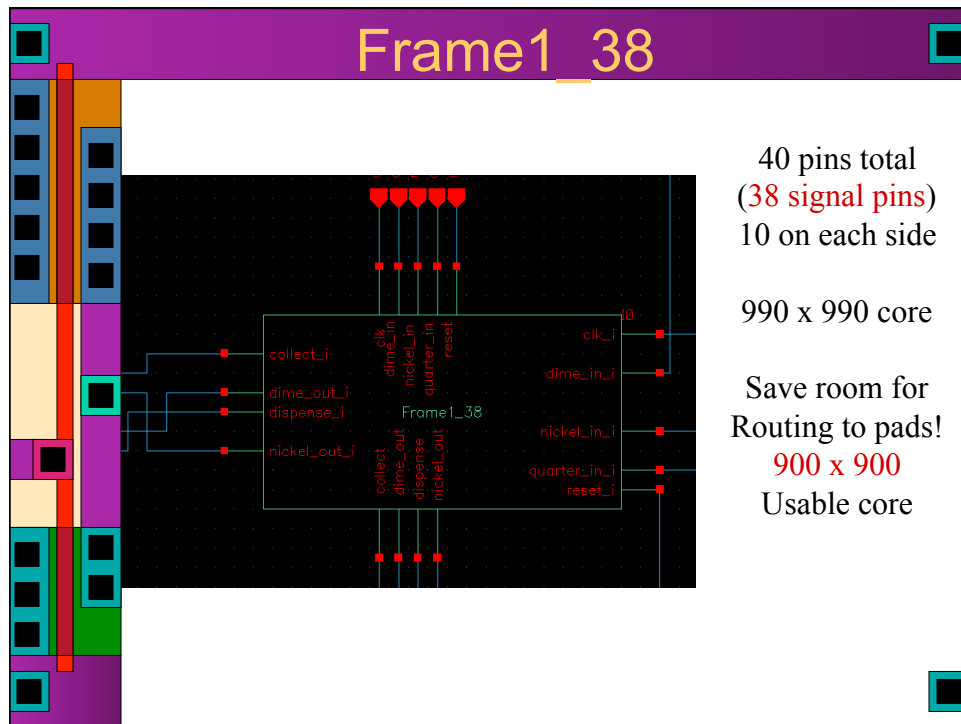 Frame1_38
40 pins total
(38 signal pins)
10 on each side
990 x 990 core
Save room for
Routing to pads!
900 x 900
Usable core
clk
dime_in
nickel_in
quarter_in
reset
collect_i
dime_out_i
dispense_i
nickel_out_i
Frame1_38
clk_i
dime_in_i
nickel_in_i
quarter_in_i
reset_i
collect
dime_out
dispense
nickel_out